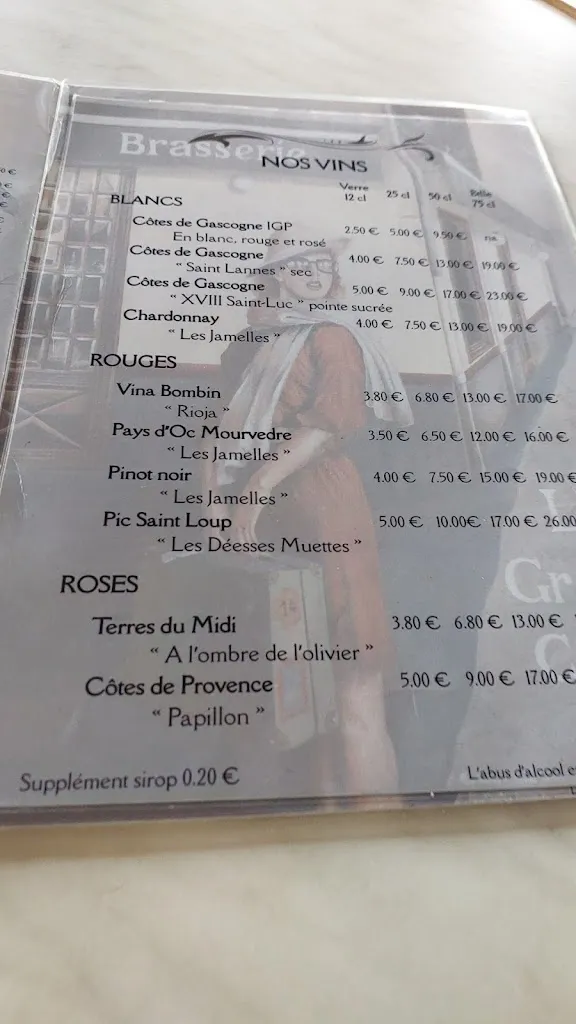 Brasserie
NOS VINS
BLANCS Verre 12 cl 25 cl 50 cl Btlle 75 cl
Côtes de Gascogne IGP 2.50 € 5.00 € 9.50 €
En blanc, rouge et rosé
Côtes de Gascogne 4.00 € 7.50 € 13.00 € 19.00 €
“ Saint Lannes ” sec
Côtes de Gascogne 5.00 € 9.00 € 17.00 € 23.00 €
“ XVIII Saint-Luc ” pointe sucrée
Chardonnay 4.00 € 7.50 € 13.00 € 19.00 €
“ Les Jamelles ”
ROUGES
Vina Bombin 3.80 € 6.80 € 13.00 € 17.00 €
“ Rioja ”
Pays d'Oc Mourvedre 3.50 € 6.50 € 12.00 € 16.00 €
“ Les Jamelles ”
Pinot noir 4.00 € 7.50 € 15.00 € 19.00 €
“ Les Jamelles ”
Pic Saint Loup 5.00 € 10.00€ 17.00 € 26.00
“ Les Déesses Muettes ”
ROSES
Terres du Midi 3.80 € 6.80 € 13.00 €
“ A l'ombre de l'olivier ”
Côtes de Provence 5.00 € 9.00 € 17.00 €
“ Papillon ”
Supplément sirop 0.20 €
L'abus d'alcool